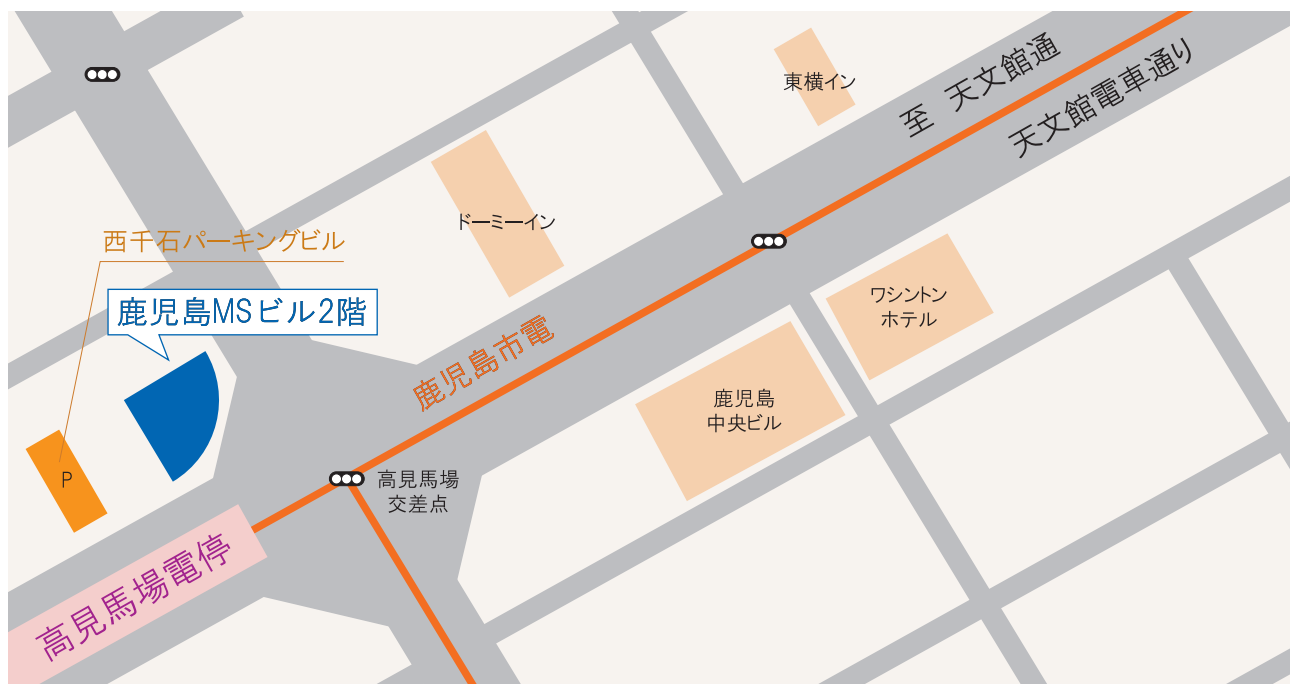 東横イン
至 天文館通
天文館電車通り
ドーミーイン
西千石パーキングビル
鹿児島MSビル2階
ワシントン
ホテル
鹿児島市電
鹿児島
中央ビル
P
高見馬場
交差点
高見馬場電停